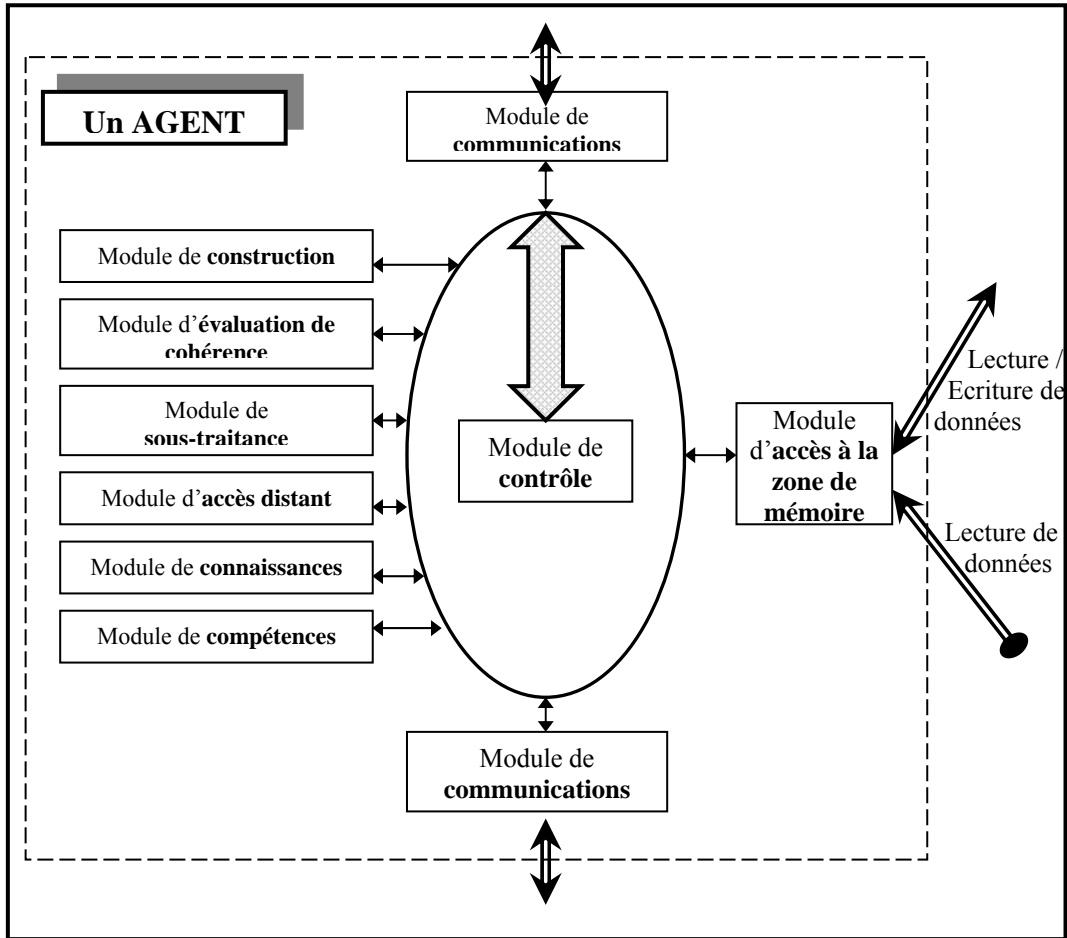 Un AGENT
Module de
communications
Module de construction
Module d'évaluation de
cohérence
Module de
sous-traitance
Module d'accès distant
Module de connaissances
Module de compétences
Module de
contrôle
Module
d'accès à la
zone de
mémoire
Lecture /
Ecriture de
données
Lecture de
données
Module de
communications